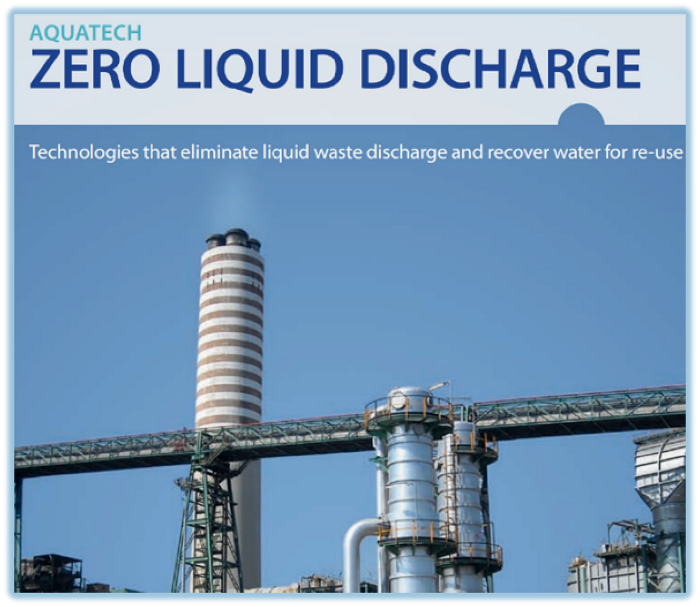 AQUATECH
ZERO LIQUID DISCHARGE
Technologies that eliminate liquid waste discharge and recover water for re-use